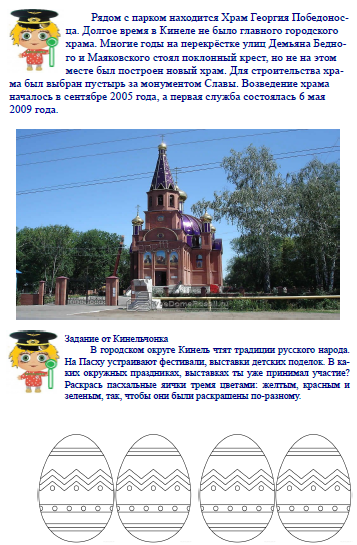 Рядом с парком находится Храм Георгия Победонос-
ца. Долгое время в Кинеле не было главного городского
храма. Многие годы на перекрёстке улиц Демьяна Бедно-
го и Маяковского стоял поклонный крест, но не на этом
месте был построен новый храм. Для строительства хра-
ма был выбран пустырь за монументом Славы. Возведение храма
началось в сентябре 2005 года, а первая служба состоялась 6 мая
2009 года.
Задание от Кинельчонка
В городском округе Кинель чтят традиции русского народа.
На Пасху устраивают фестивали, выставки детских поделок. В ка-
ких окружных праздниках, выставках ты уже принимал участие?
Раскрась пасхальные яички тремя цветами: желтым, красным и
зеленым, так, чтобы они были раскрашены по-разному.